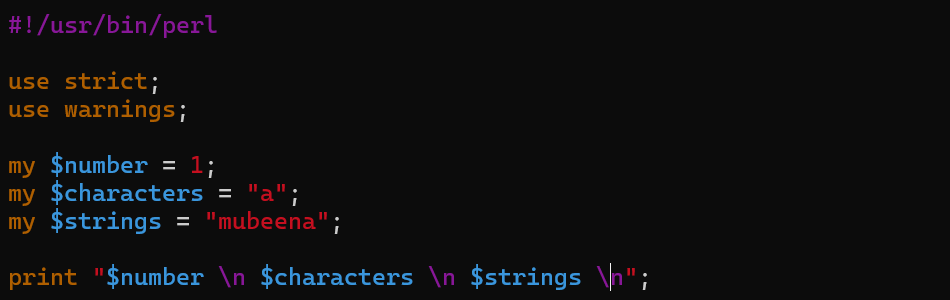 #!/usr/bin/perl
use strict;
use warnings;
my $number = 1;
my $characters = "a";
my $strings = "mubeena";
print "$number \n $characters \n $strings \n";